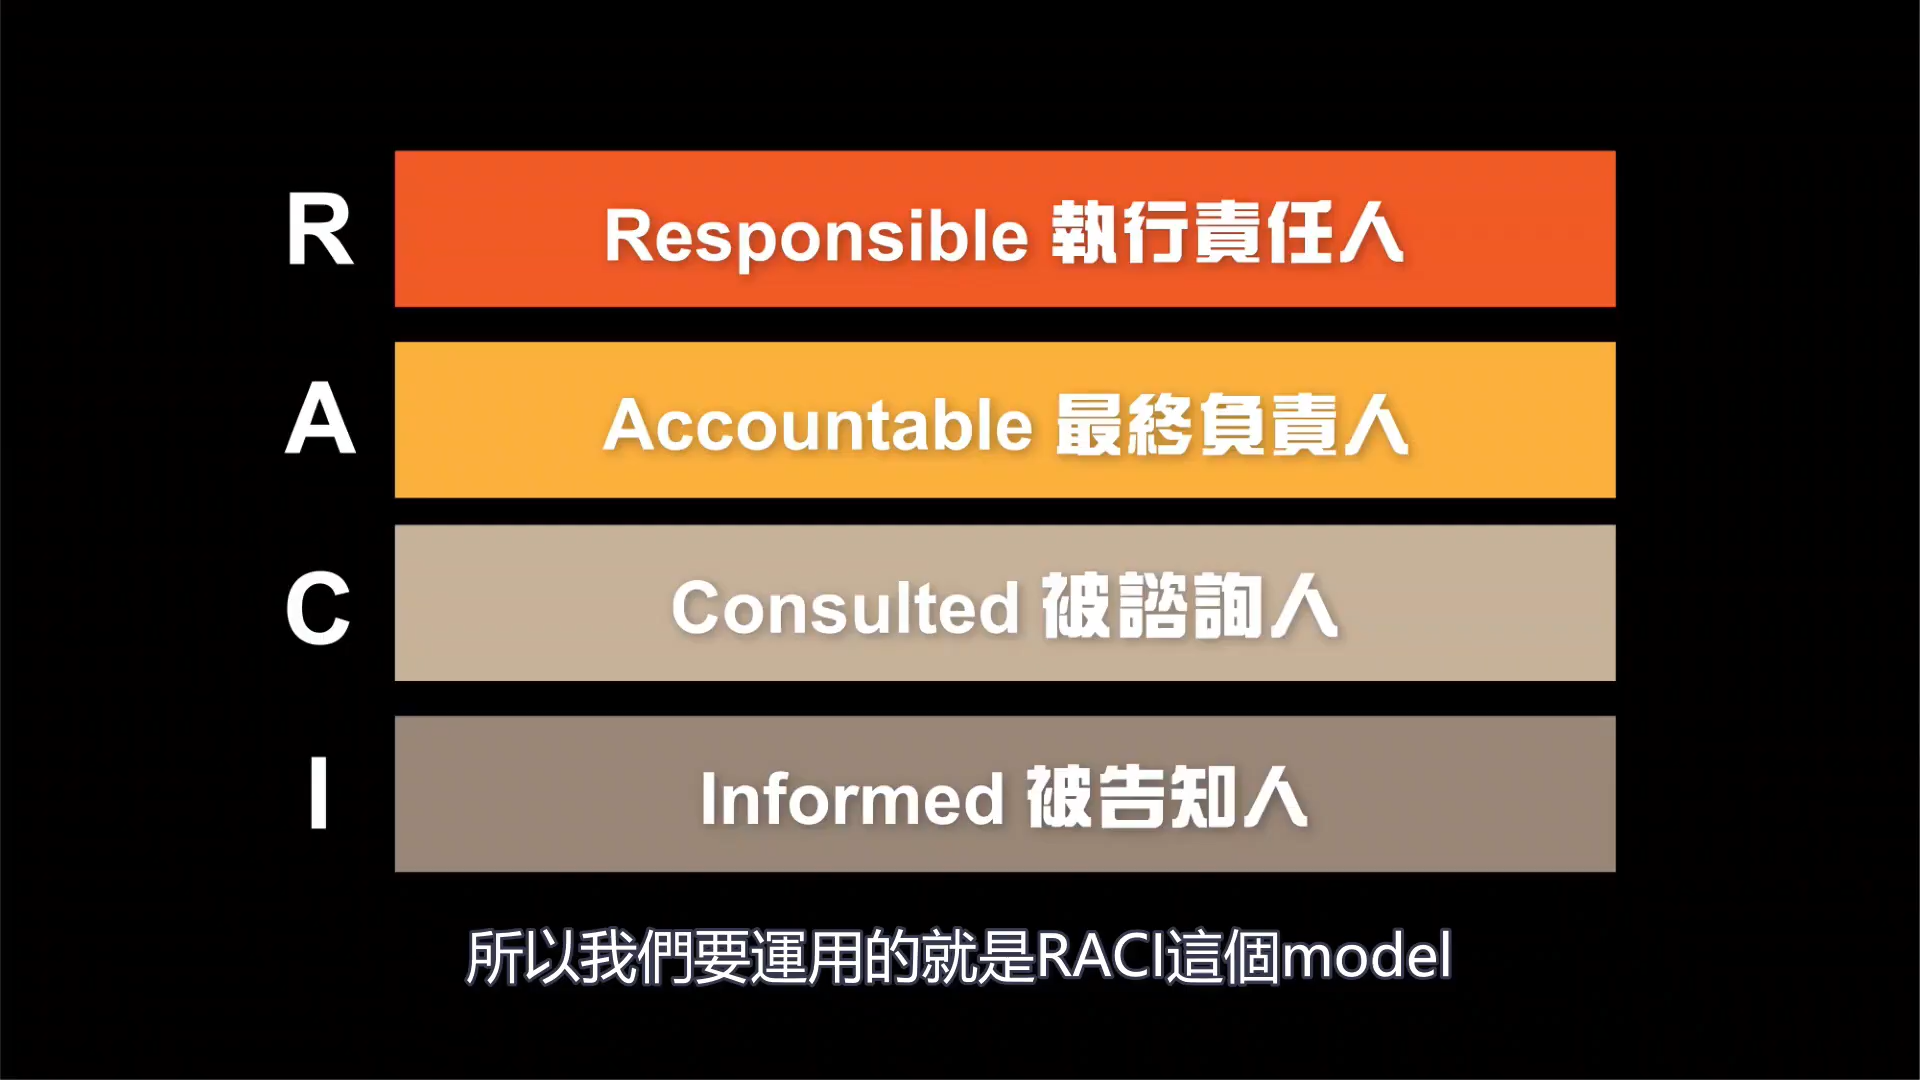 R
Responsible 執行責任人
A
Accountable 最終負責人
C
Consulted 被諮詢人
I
Informed 被告知人
所以我們要運用的就是RACI這個model